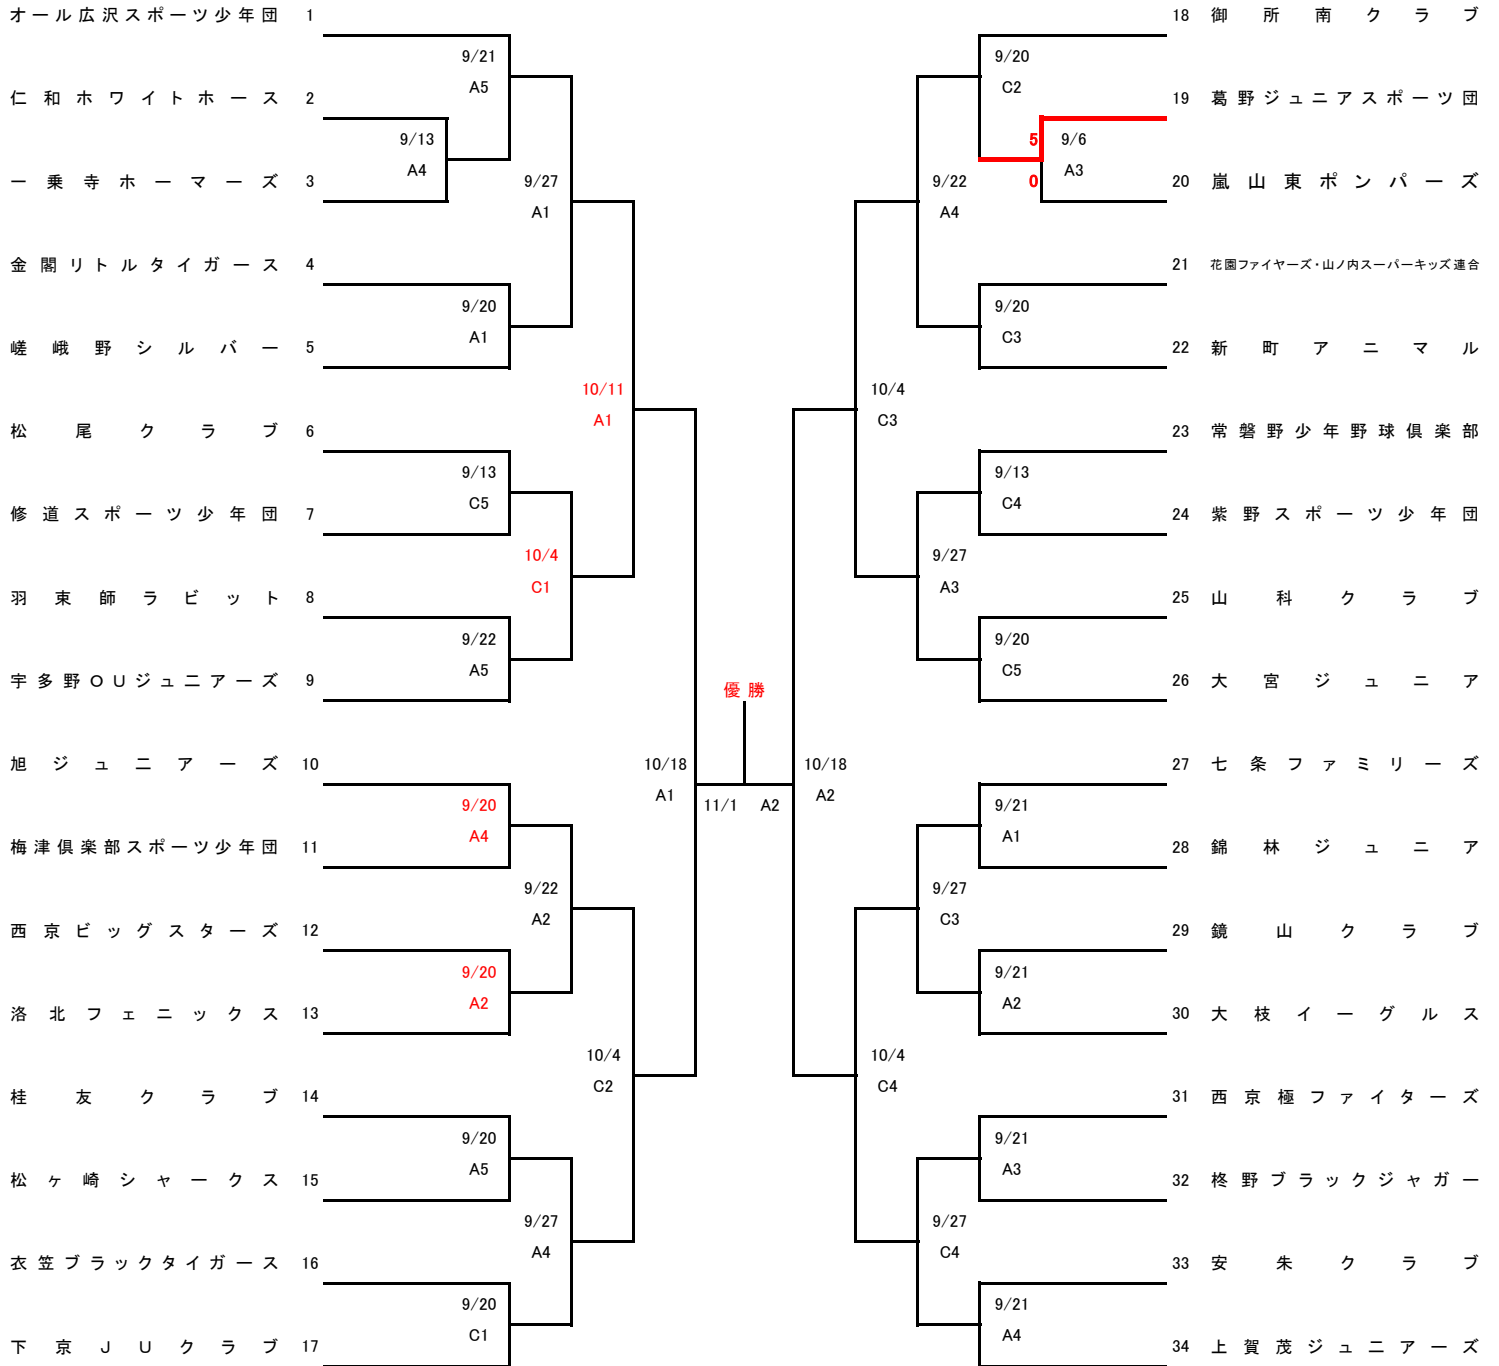 オール広沢スポーツ少年団 1
9/21
A5
仁和ホワイトホース 2
9/13
A4
一乗寺ホーマーズ 3
9/27
A1
金閣リトルタイガース 4
9/20
A1
嵯峨野シルバー 5
10/11
A1
松尾クラブ 6
9/13
C5
修道スポーツ少年団 7
10/4
C1
羽束師ラビット 8
9/22
A5
宇多野OUジュニアーズ 9
旭ジュニアーズ 10
9/20
A4
梅津倶楽部スポーツ少年団 11
9/22
A2
西京ビッグスターズ 12
9/20
A2
洛北フェニックス 13
10/4
C2
桂友クラブ 14
9/20
A5
松ヶ崎シャークス 15
9/27
A4
衣笠ブラックタイガース 16
9/20
C1
下京JUクラブ 17
10/18
A1
優勝
11/1 A2
10/18
A2
18 御所南クラブ
9/20
C2
19 葛野ジュニアスポーツ団
5
9/6
A3
0
20 嵐山東ポンパーズ
9/22
A4
21 花園ファイヤーズ・山ノ内スーパーキッズ連合
9/20
C3
22 新町アニマル
10/4
C3
23 常磐野少年野球倶楽部
9/13
C4
24 紫野スポーツ少年団
9/27
A3
25 山科クラブ
9/20
C5
26 大宮ジュニア
27 七条ファミリーズ
9/21
A1
28 錦林ジュニア
9/27
C3
29 鏡山クラブ
9/21
A2
30 大枝イーグルス
10/4
C4
31 西京極ファイターズ
9/21
A3
32 柊野ブラックジャガー
9/27
C4
33 安朱クラブ
9/21
A4
34 上賀茂ジュニアーズ